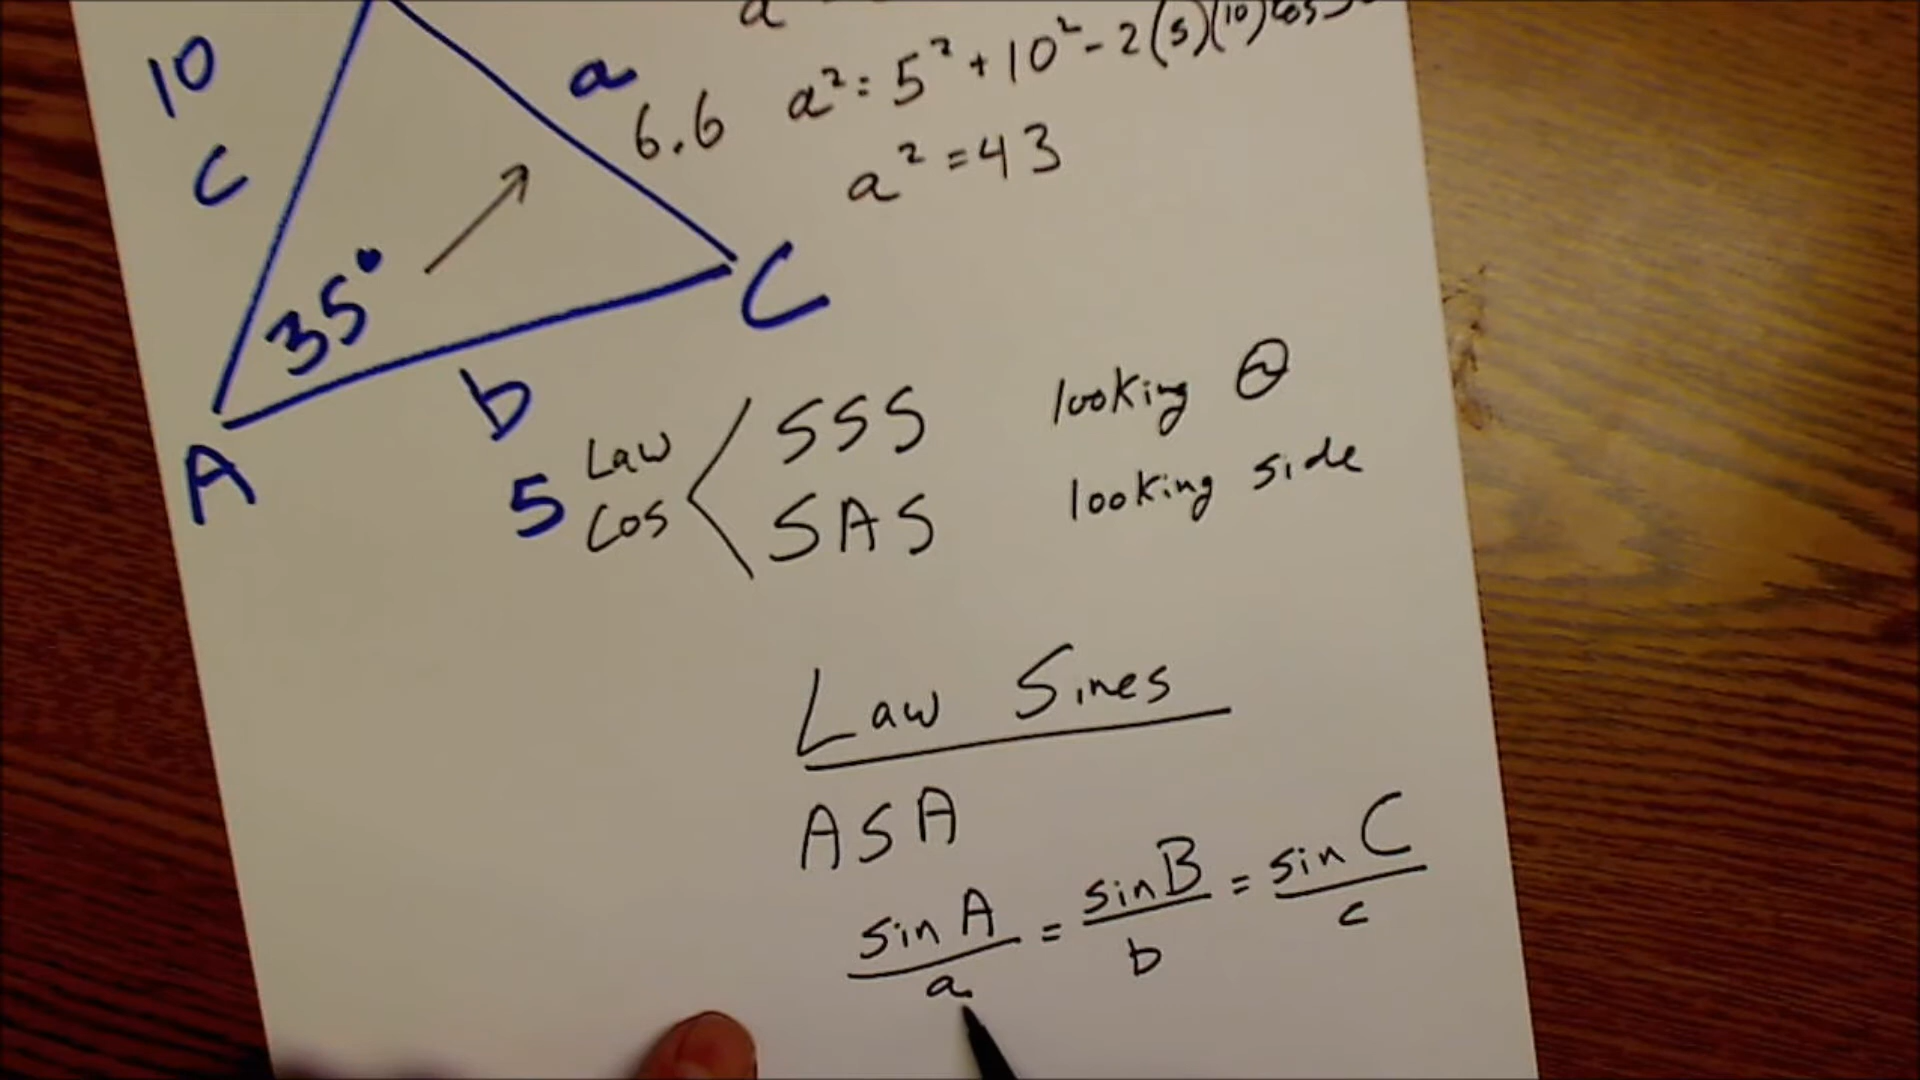 a² = 5² + 10² - 2(5)(10) cos
10
a
6.6
a² = 43
c
35°
C
b
A
5
Law
Cos
SSS looking θ
SAS looking side
Law Sines
ASA
sin A / a = sin B / b = sin C / c